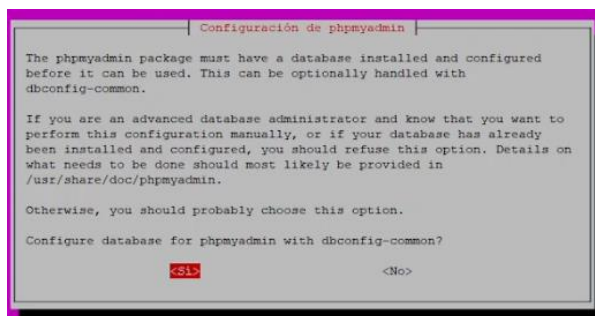 Configuración de phpmyadmin
The phpmyadmin package must have a database installed and configured
before it can be used. This can be optionally handled with
dbconfig-common.
If you are an advanced database administrator and know that you want to
perform this configuration manually, or if your database has already
been installed and configured, you should refuse this option. Details on
what needs to be done should most likely be provided in
/usr/share/doc/phpmyadmin.
Otherwise, you should probably choose this option.
Configure database for phpmyadmin with dbconfig-common?
<Sí> <No>